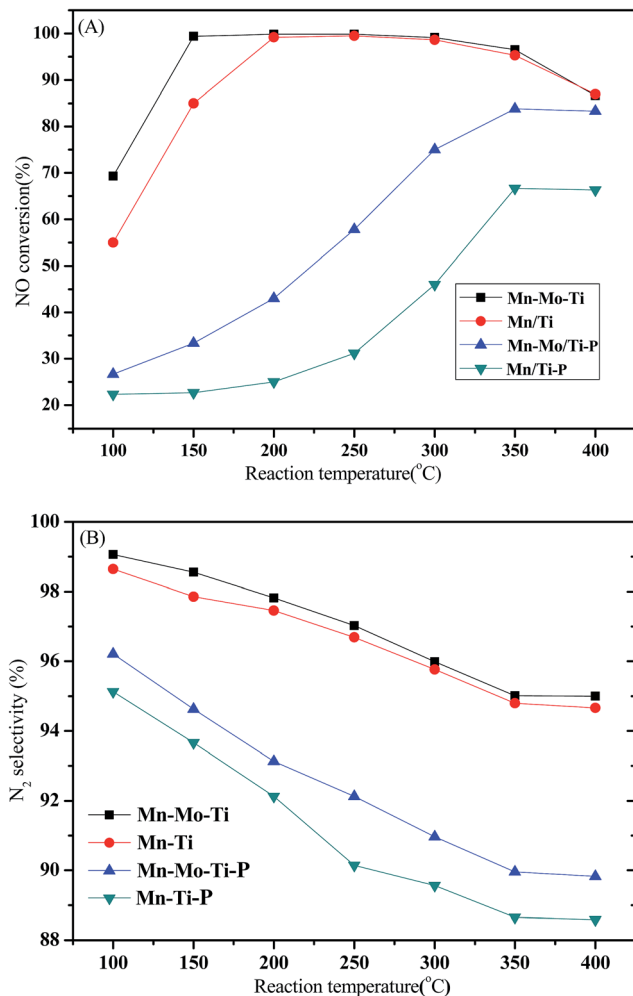 (A)
NO conversion(%)
100
90
80
70
60
50
40
30
20
Mn-Mo-Ti
Mn/Ti
Mn-Mo/Ti-P
Mn/Ti-P
100 150 200 250 300 350 400
Reaction temperature(°C)
(B)
N₂ selectivity (%)
100
98
96
94
92
90
88
Mn-Mo-Ti
Mn-Ti
Mn-Mo-Ti-P
Mn-Ti-P
100 150 200 250 300 350 400
Reaction temperature(°C)